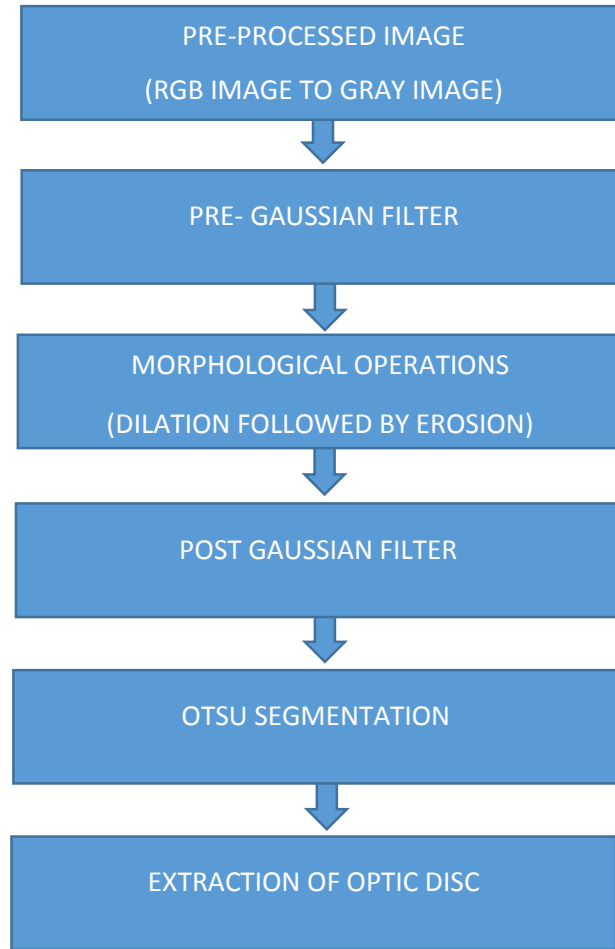 PRE-PROCESSED IMAGE
(RGB IMAGE TO GRAY IMAGE)
PRE- GAUSSIAN FILTER
MORPHOLOGICAL OPERATIONS
(DILATION FOLLOWED BY EROSION)
POST GAUSSIAN FILTER
OTSU SEGMENTATION
EXTRACTION OF OPTIC DISC